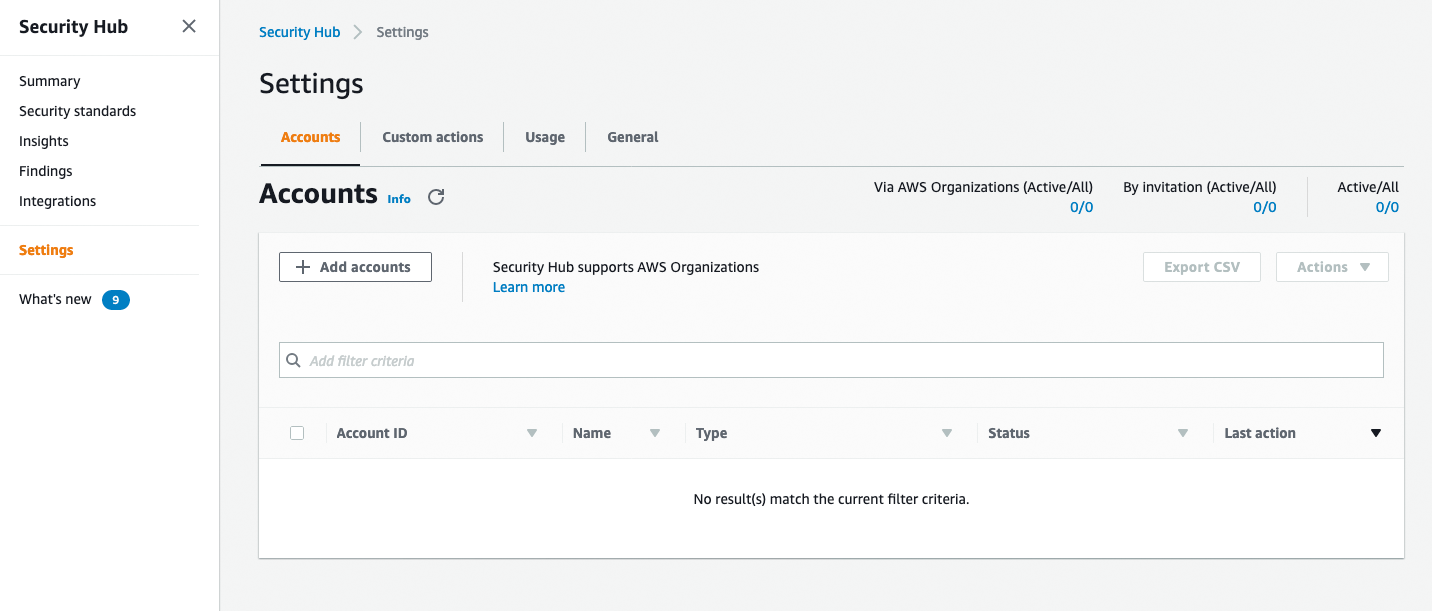 Security Hub
Summary
Security standards
Insights
Findings
Integrations
Settings
What's new 9
Security Hub Settings
Settings
Accounts Custom actions Usage General
Accounts Info
Via AWS Organizations (Active/All) By invitation (Active/All) Active/All
0/0 0/0 0/0
Add accounts
Security Hub supports AWS Organizations
Learn more
Export CSV Actions
Add filter criteria
Account ID Name Type Status Last action
No result(s) match the current filter criteria.